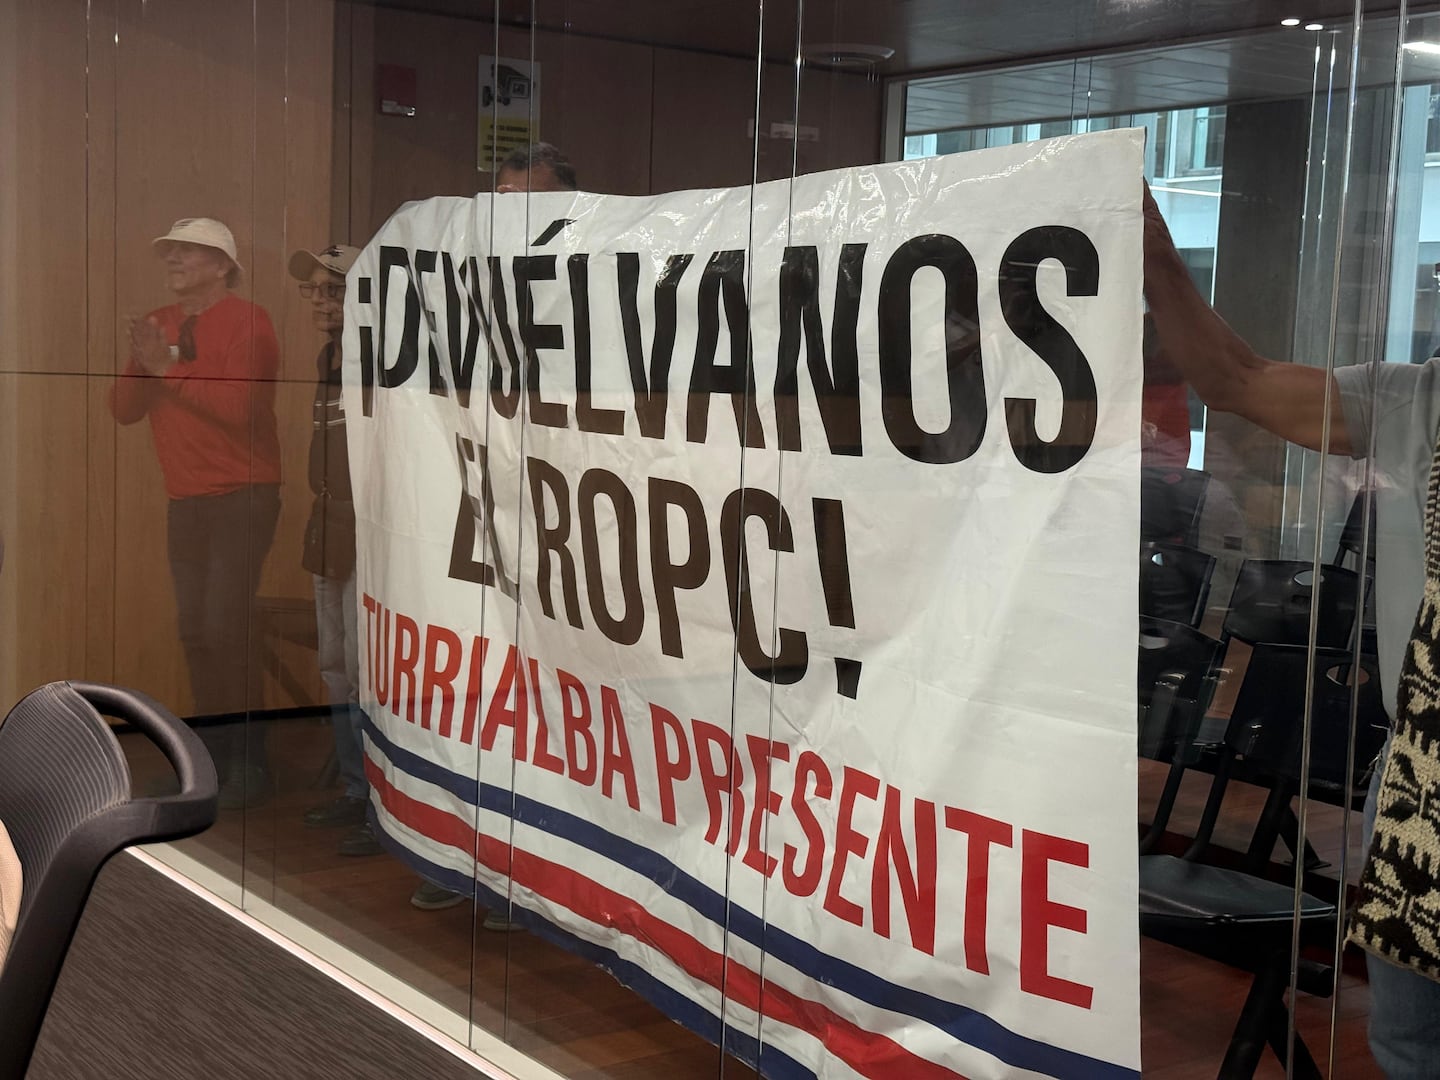 ¡DEVUÉLVANOS
EL ROPC!
TURRIALBA PRESENTE